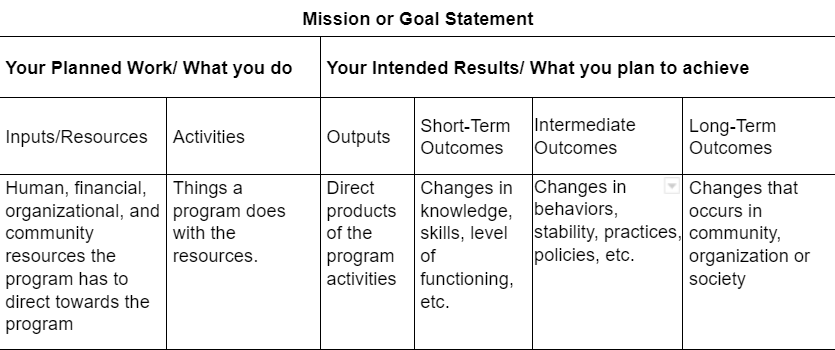 Mission or Goal Statement
Your Planned Work/ What you do
Your Intended Results/ What you plan to achieve
Inputs/Resources
Activities
Outputs
Short-Term
Outcomes
Intermediate
Outcomes
Long-Term
Outcomes
Human, financial,
organizational, and
community
resources the
program has to
direct towards the
program
Things a
program does
with the
resources.
Direct
products
of the
program
activities
Changes in
knowledge,
skills, level
of
functioning,
etc.
Changes in
behaviors,
stability, practices,
policies, etc.
Changes that
occurs in
community,
organization or
society